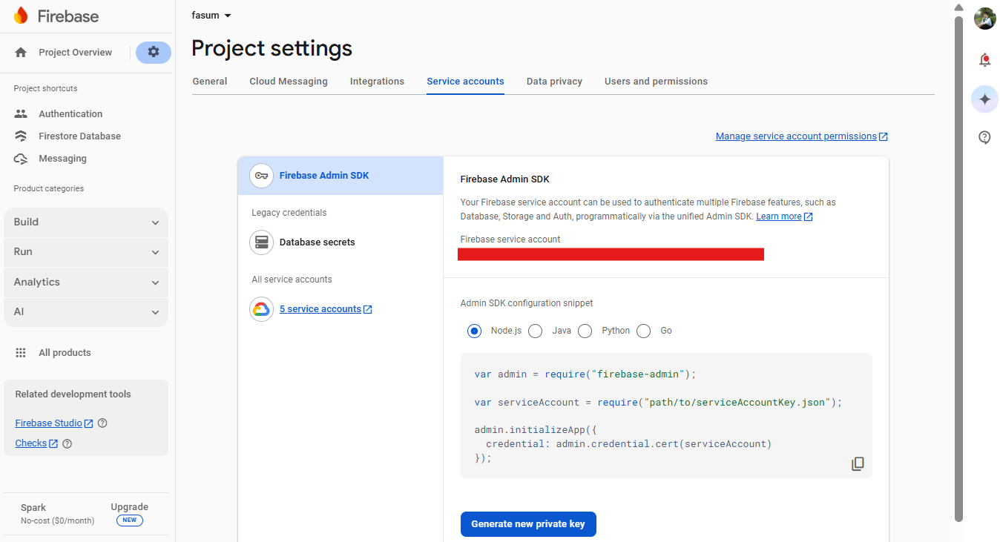 Firebase
Project Overview
Project shortcuts
Authentication
Firestore Database
Messaging
Product categories
Build
Run
Analytics
AI
All products
Related development tools
Firebase Studio
Checks
Spark
No-cost ($0/month)
Upgrade
NEW
fasum
Project settings
General Cloud Messaging Integrations Service accounts Data privacy Users and permissions
Manage service account permissions
Firebase Admin SDK
Legacy credentials
Database secrets
All service accounts
5 service accounts
Firebase Admin SDK
Your Firebase service account can be used to authenticate multiple Firebase features, such as
Database, Storage and Auth, programmatically via the unified Admin SDK. Learn more
Firebase service account
Admin SDK configuration snippet
Node.js Java Python Go
var admin = require("firebase-admin");
var serviceAccount = require("path/to/serviceAccountKey.json");
admin.initializeApp({
  credential: admin.credential.cert(serviceAccount)
});
Generate new private key